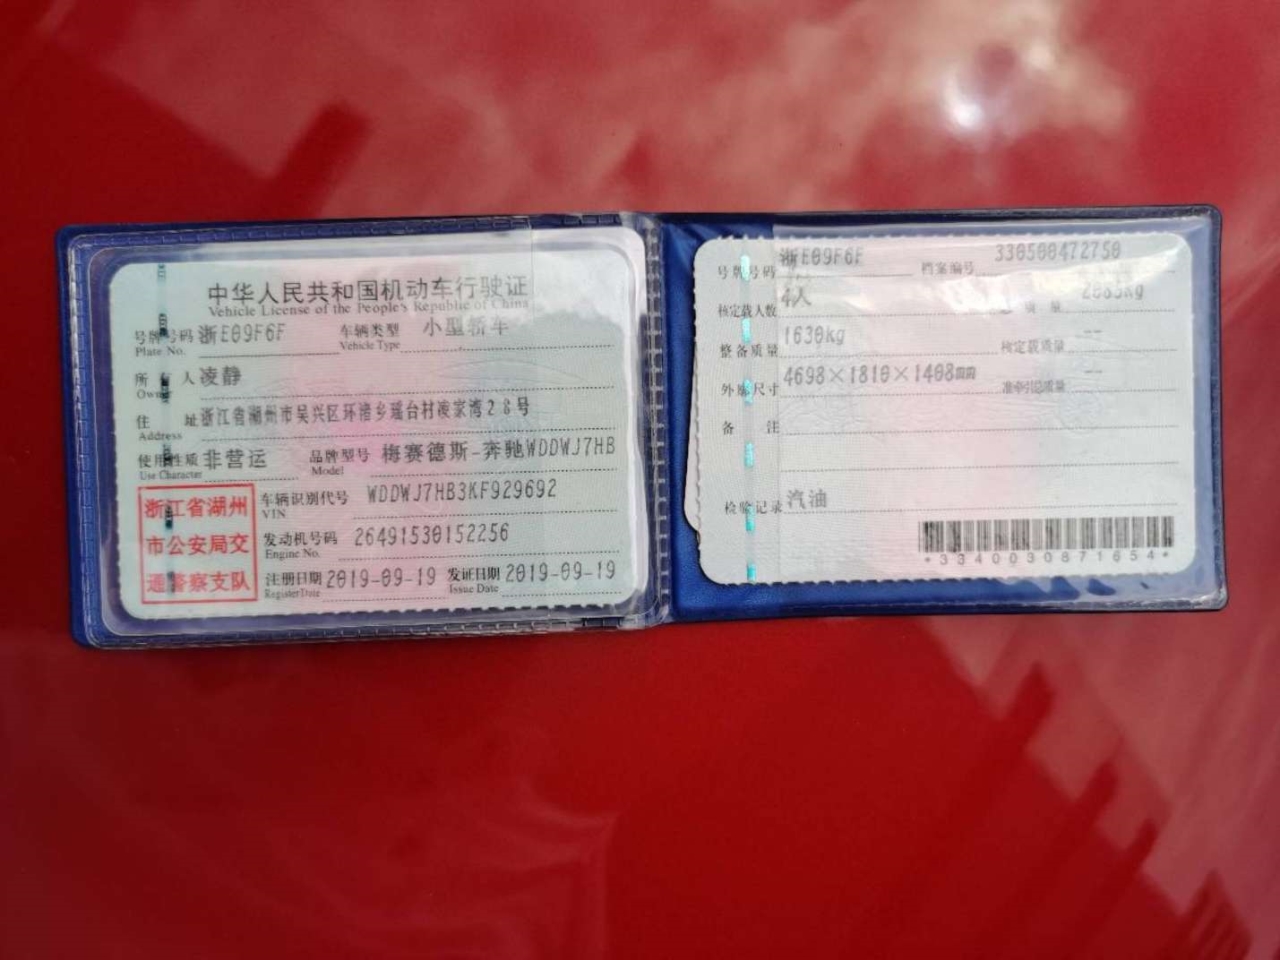 中华人民共和国机动车行驶证
Vehicle License of the People's Republic of China
号牌号码 浙E09F6F 车辆类型 小型轿车
Plate No. Vehicle Type
所有人 凌静
Owner
住址 浙江省湖州市吴兴区环渚乡瑶台村凌家湾28号
Address
使用性质 非营运 品牌型号 梅赛德斯-奔驰WDDWJ7HB
Use Character Model
浙江省湖州
市公安局交
通警察支队
车辆识别代号 WDDWJ7HB3KF929692
VIN
发动机号码 26491530152256
Engine No.
注册日期 2019-09-19 发证日期 2019-09-19
Register Date Issue Date
号牌号码 浙E09F6F 档案编号 330500472750
核定载人数 4人 总质量 2085kg
整备质量 1630kg 核定载质量 --
外廓尺寸 4698×1810×1408mm 准牵引总质量 --
备注
检验记录 汽油
*3340030871654*